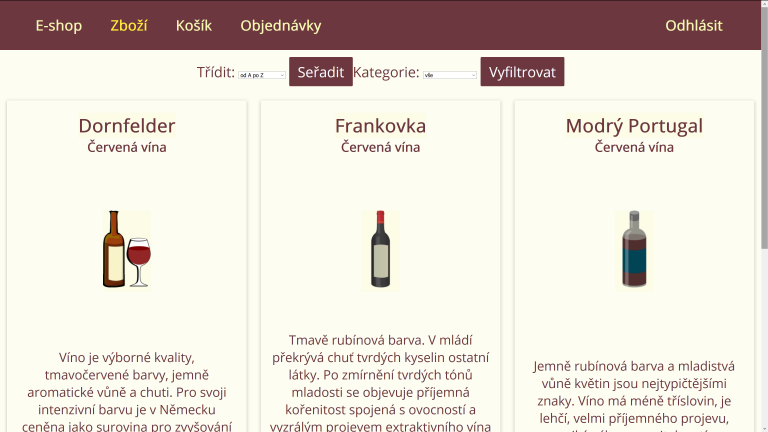 E-shop Zboží Košík Objednávky Odhlásit
Třídit: od A po Z Seřadit Kategorie: vše Vyfiltrovat
Dornfelder
Červená vína
Víno je výborné kvality,
tmavočervené barvy, jemně
aromatické vůně a chuti. Pro svoji
intenzivní barvu je v Německu
ceněna jako surovina pro zvyšování
Frankovka
Červená vína
Tmavě rubínová barva. V mládí
překrývá chuť tvrdých kyselin ostatní
látky. Po zmírnění tvrdých tónů
mladosti se objevuje příjemná
kořenitost spojená s ovocností a
vyzrálým projevem extraktivního vína
Modrý Portugal
Červená vína
Jemně rubínová barva a mladistvá
vůně květin jsou nejtypičtějšími
znaky. Víno má méně tříslovin, je
lehčí, velmi příjemného projevu,